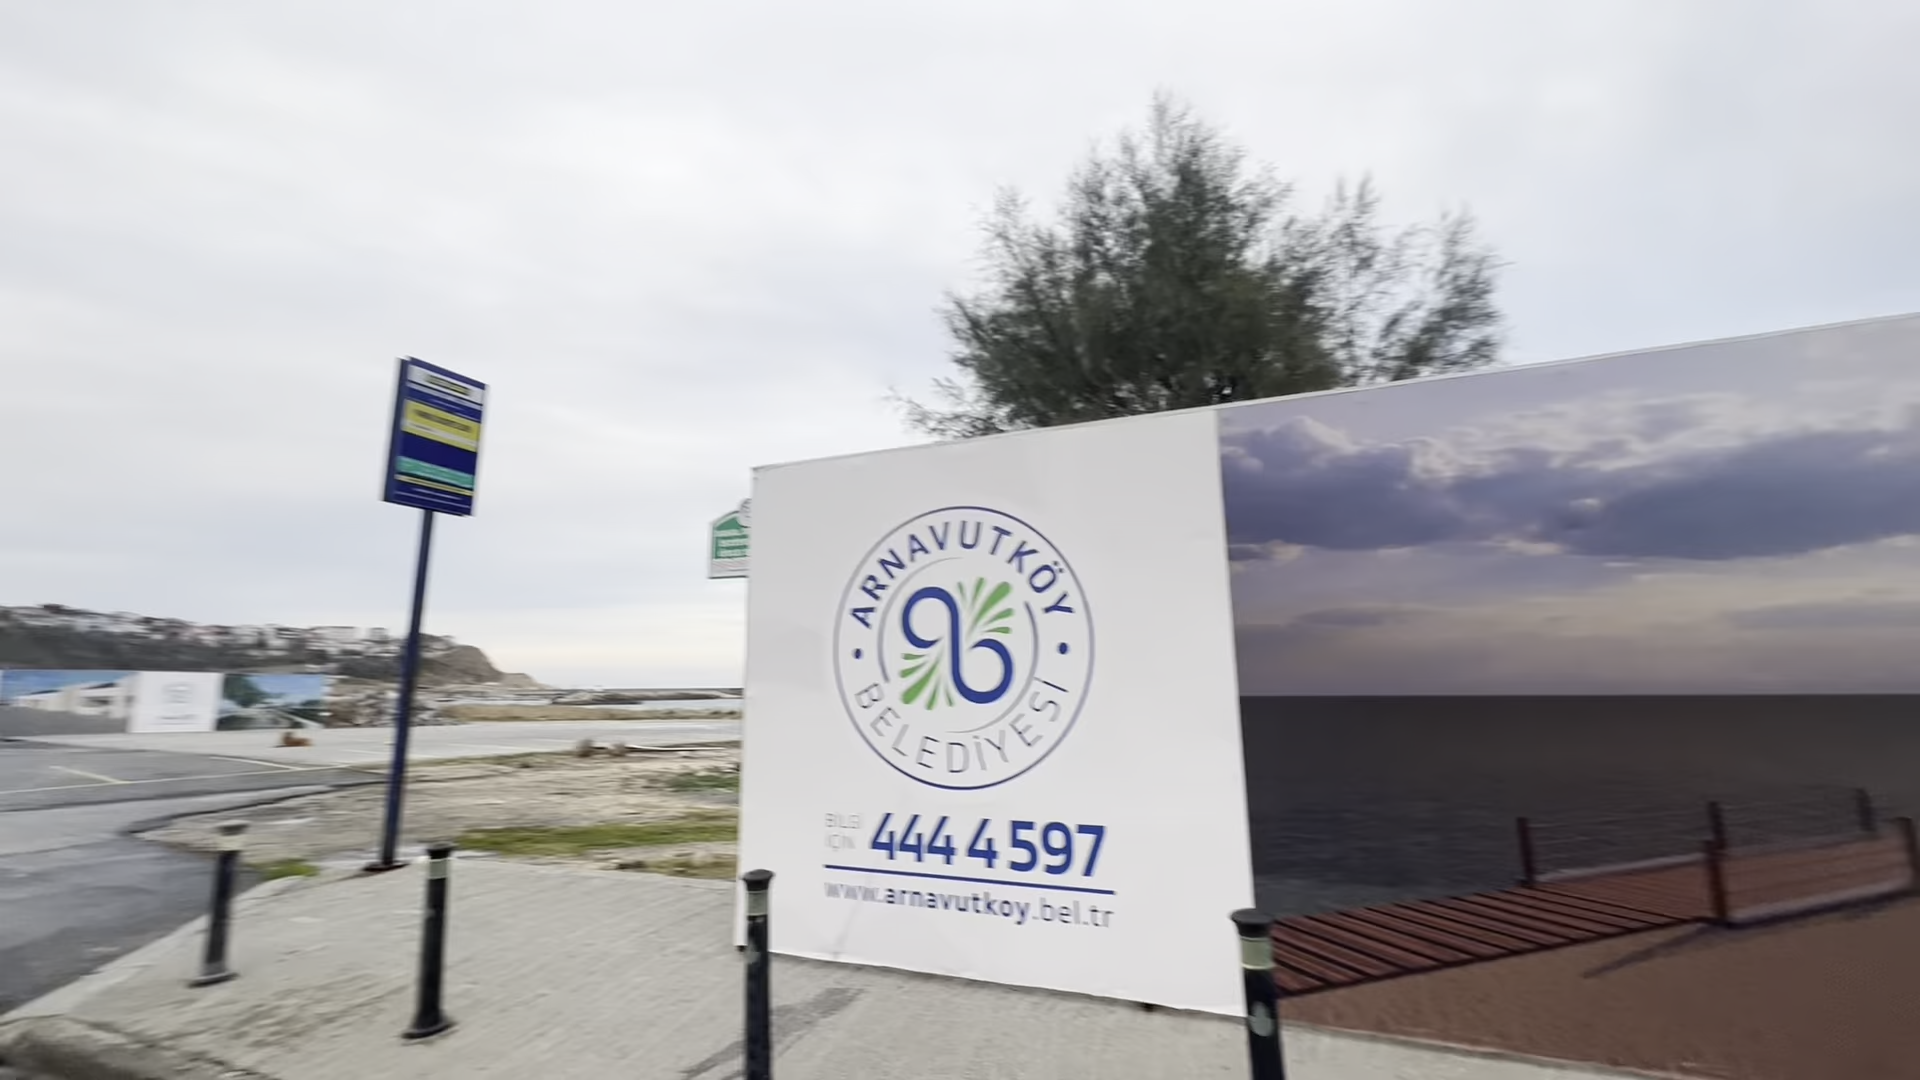 ARNAVUTKÖY
BELEDİYESİ
BİLGİ
İÇİN
444 4 597
www.arnavutkoy.bel.tr